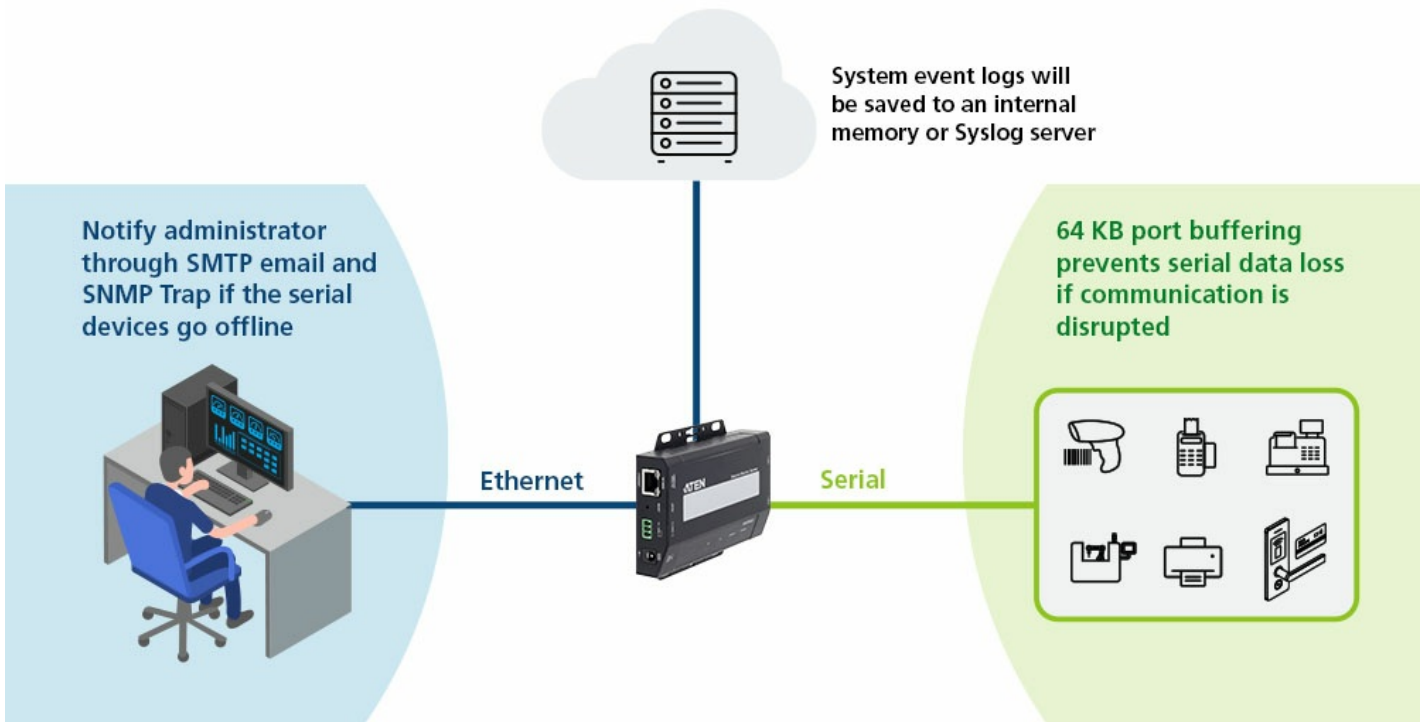 System event logs will
be saved to an internal
memory or Syslog server
Notify administrator
through SMTP email and
SNMP Trap if the serial
devices go offline
64 KB port buffering
prevents serial data loss
if communication is
disrupted
Ethernet
ATEN
Serial